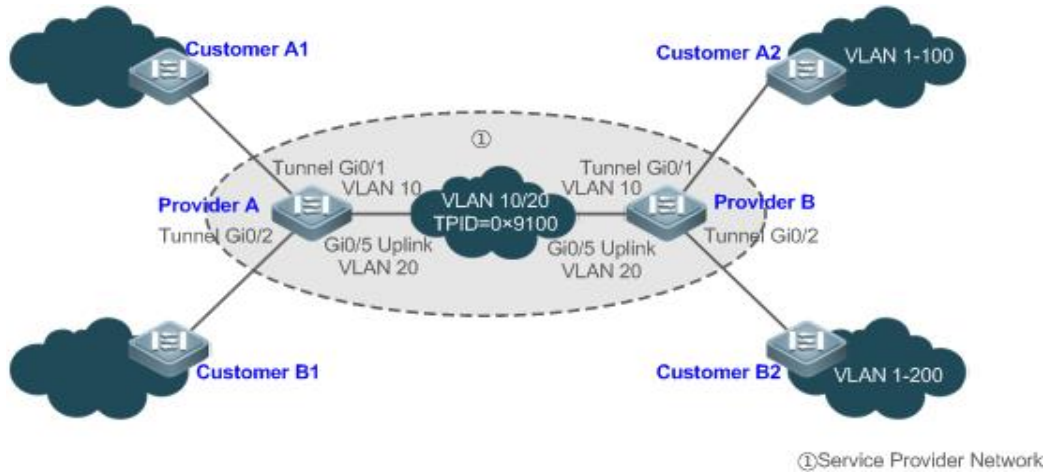 Customer A1
Customer A2
VLAN 1-100
①
Tunnel Gi0/1
VLAN 10
Tunnel Gi0/1
VLAN 10
VLAN 10/20
TPID=0×9100
Provider A
Provider B
Tunnel Gi0/2
Tunnel Gi0/2
Gi0/5 Uplink
VLAN 20
Gi0/5 Uplink
VLAN 20
Customer B1
Customer B2
VLAN 1-200
①Service Provider Network